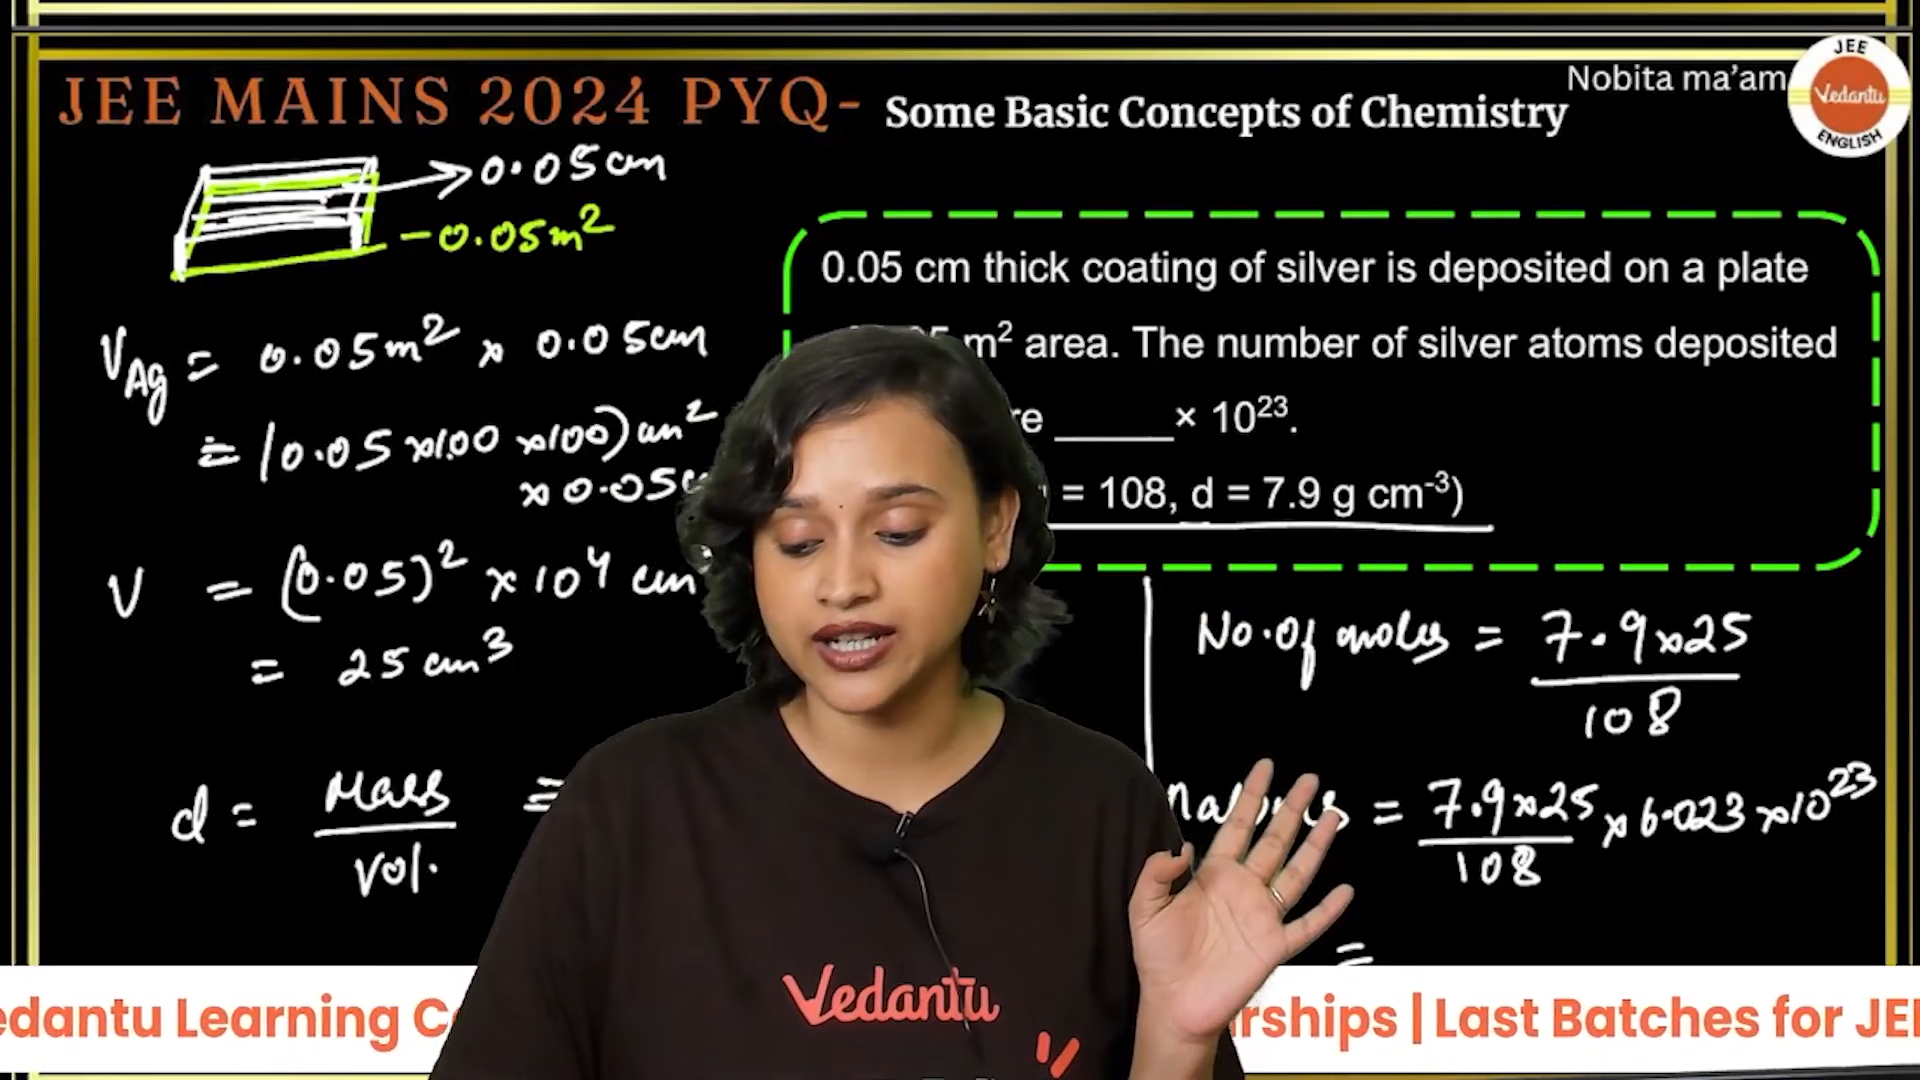 JEE MAINS 2024 PYQ- Some Basic Concepts of Chemistry
Nobita ma’am
JEE
Vedantu
ENGLISH
0.05 cm
-0.05m²
0.05 cm thick coating of silver is deposited on a plate
m² area. The number of silver atoms deposited
______× 10²³.
= 108, d = 7.9 g cm⁻³)
V_Ag = 0.05m² × 0.05cm
= (0.05×100×100) cm²
×0.05
V = (0.05)² ×10⁴ cm
= 25 cm³
d = Mass / Vol.
=
No. of moles = 7.9×25 / 108
= 7.9×25 / 108 × 6.023 ×10²³
=
Vedantu
Learning
| Last Batches for